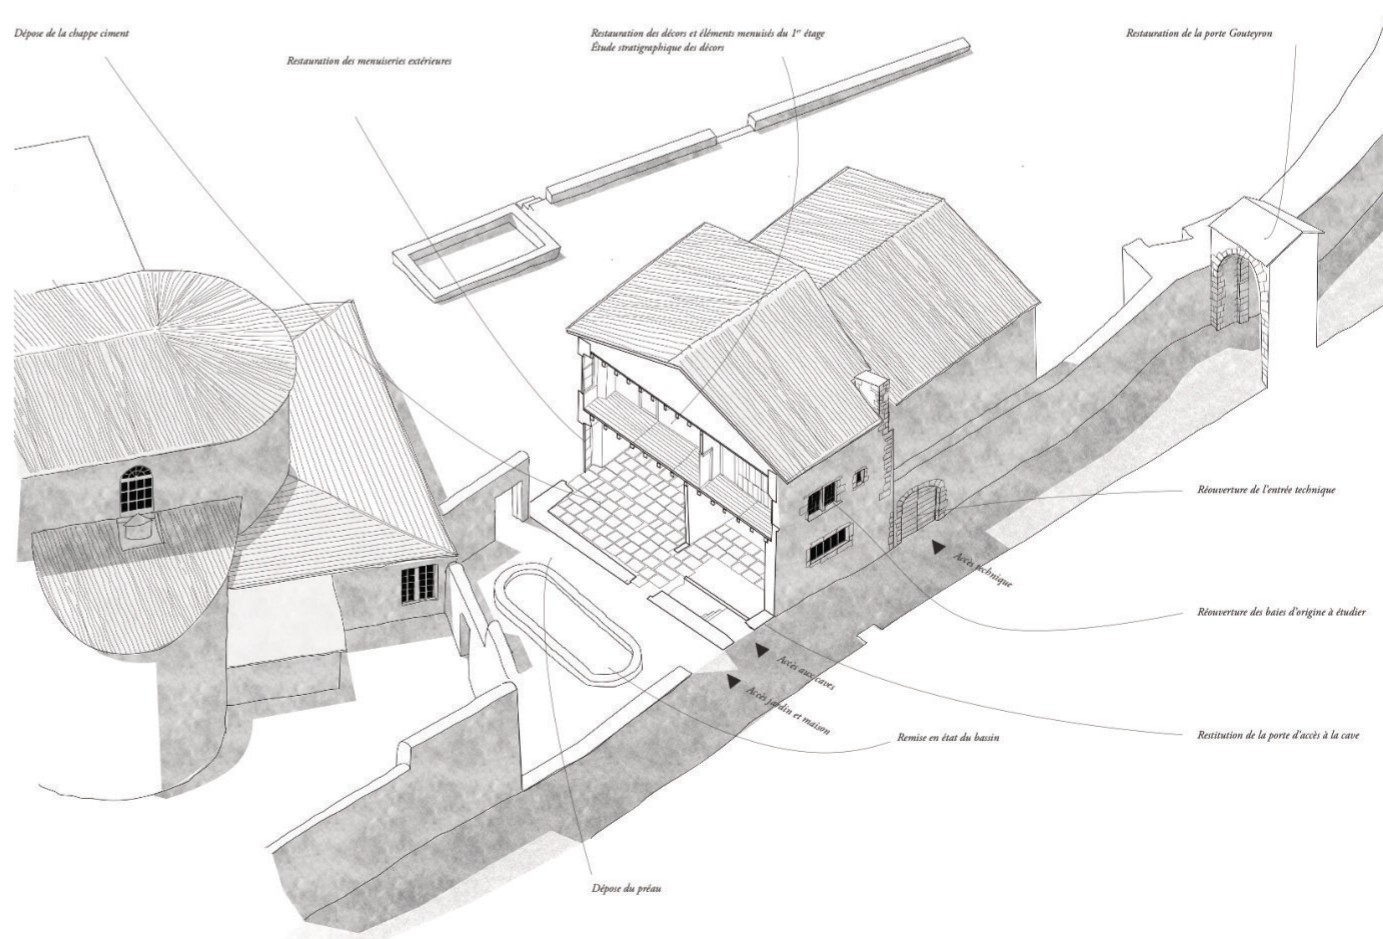 Dépose de la chappe ciment
Restauration des menuiseries extérieures
Restauration des décors et éléments menuisés du 1er étage
Étude stratigraphique des décors
Restauration de la porte Gouteyron
Réouverture de l'entrée technique
Accès technique
Réouverture des baies d'origine à étudier
Accès aux caves
Accès jardin et maison
Remise en état du bassin
Restitution de la porte d'accès à la cave
Dépose du préau